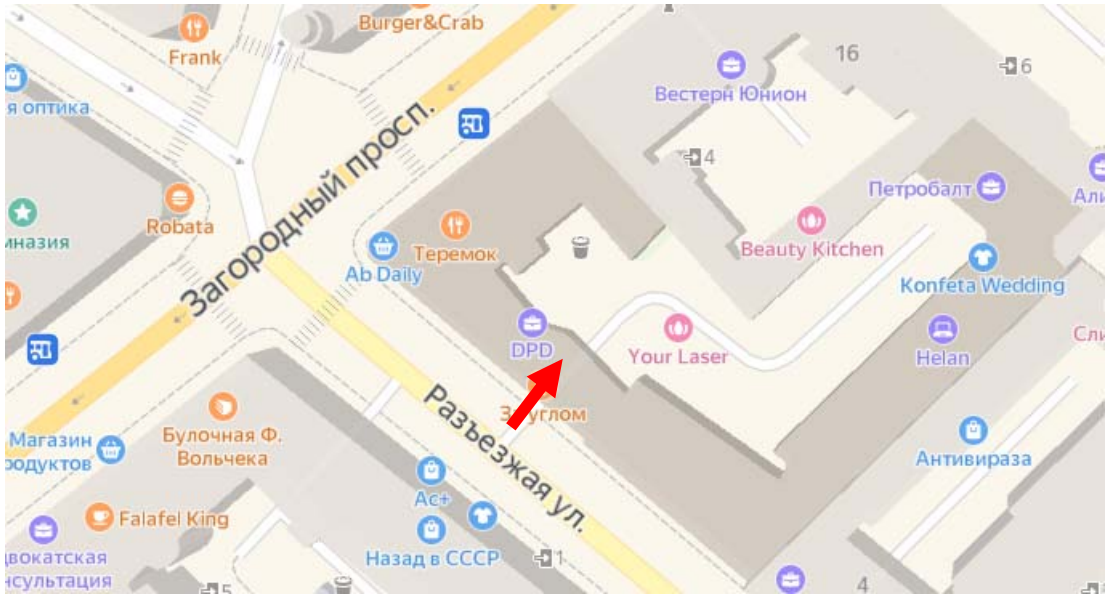 Burger&Crab
Frank
16
6
я оптика
Вестерн Юнион
Загородный просп.
4
Петробалт
Али
Robata
мназия
Теремок
Beauty Kitchen
Ab Daily
Konfeta Wedding
DPD
Your Laser
Helan
Сли
Разъезжая ул.
Булочная Ф.
Вольчека
Магазин
родуктов
Антивираза
Ас+
Falafel King
Назад в СССР
1
двокатская
нсультация
5
4